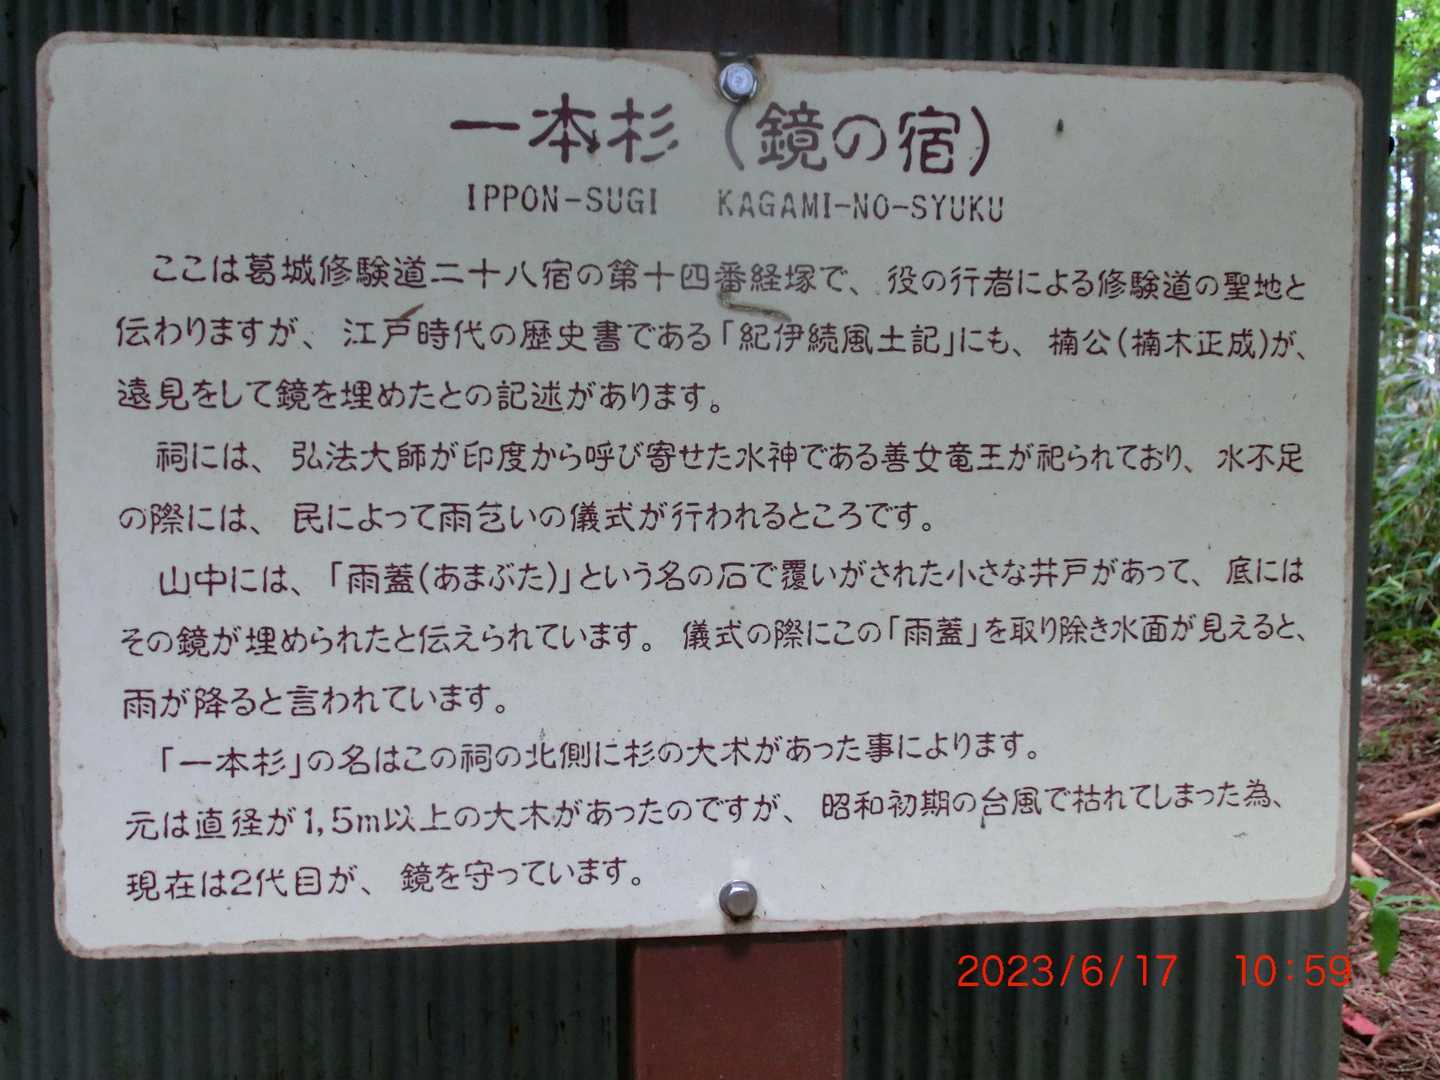 一本杉（鏡の宿）
IPPON-SUGI KAGAMI-NO-SYUKU
ここは葛城修験道二十八宿の第十四番経塚で、役の行者による修験道の聖地と
伝わりますが、江戸時代の歴史書である「紀伊続風土記」にも、楠公(楠木正成)が、
遠見をして鏡を埋めたとの記述があります。
祠には、弘法大師が印度から呼び寄せた水神である善女竜王が祀られており、水不足
の際には、民によって雨乞いの儀式が行われるところです。
山中には、「雨蓋(あまぶた)」という名の石で覆いがされた小さな井戸があって、底には
その鏡が埋められたと伝えられています。儀式の際にこの「雨蓋」を取り除き水面が見えると、
雨が降ると言われています。
「一本杉」の名はこの祠の北側に杉の大木があった事によります。
元は直径が1,5m以上の大木があったのですが、昭和初期の台風で枯れてしまった為、
現在は2代目が、鏡を守っています。
2023/6/17 10:59